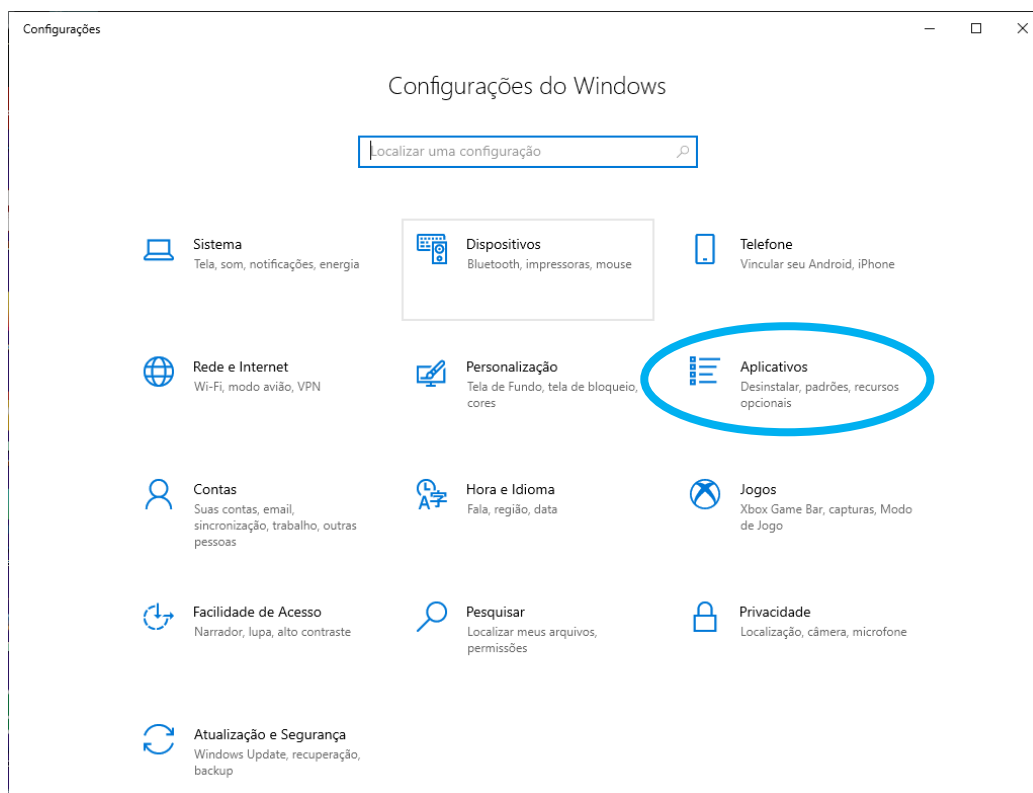 Configurações
Configurações do Windows
Localizar uma configuração
Sistema
Tela, som, notificações, energia
Dispositivos
Bluetooth, impressoras, mouse
Telefone
Vincular seu Android, iPhone
Rede e Internet
Wi-Fi, modo avião, VPN
Personalização
Tela de Fundo, tela de bloqueio,
cores
Aplicativos
Desinstalar, padrões, recursos
opcionais
Contas
Suas contas, email,
sincronização, trabalho, outras
pessoas
Hora e Idioma
Fala, região, data
Jogos
Xbox Game Bar, capturas, Modo
de Jogo
Facilidade de Acesso
Narrador, lupa, alto contraste
Pesquisar
Localizar meus arquivos,
permissões
Privacidade
Localização, câmera, microfone
Atualização e Segurança
Windows Update, recuperação,
backup